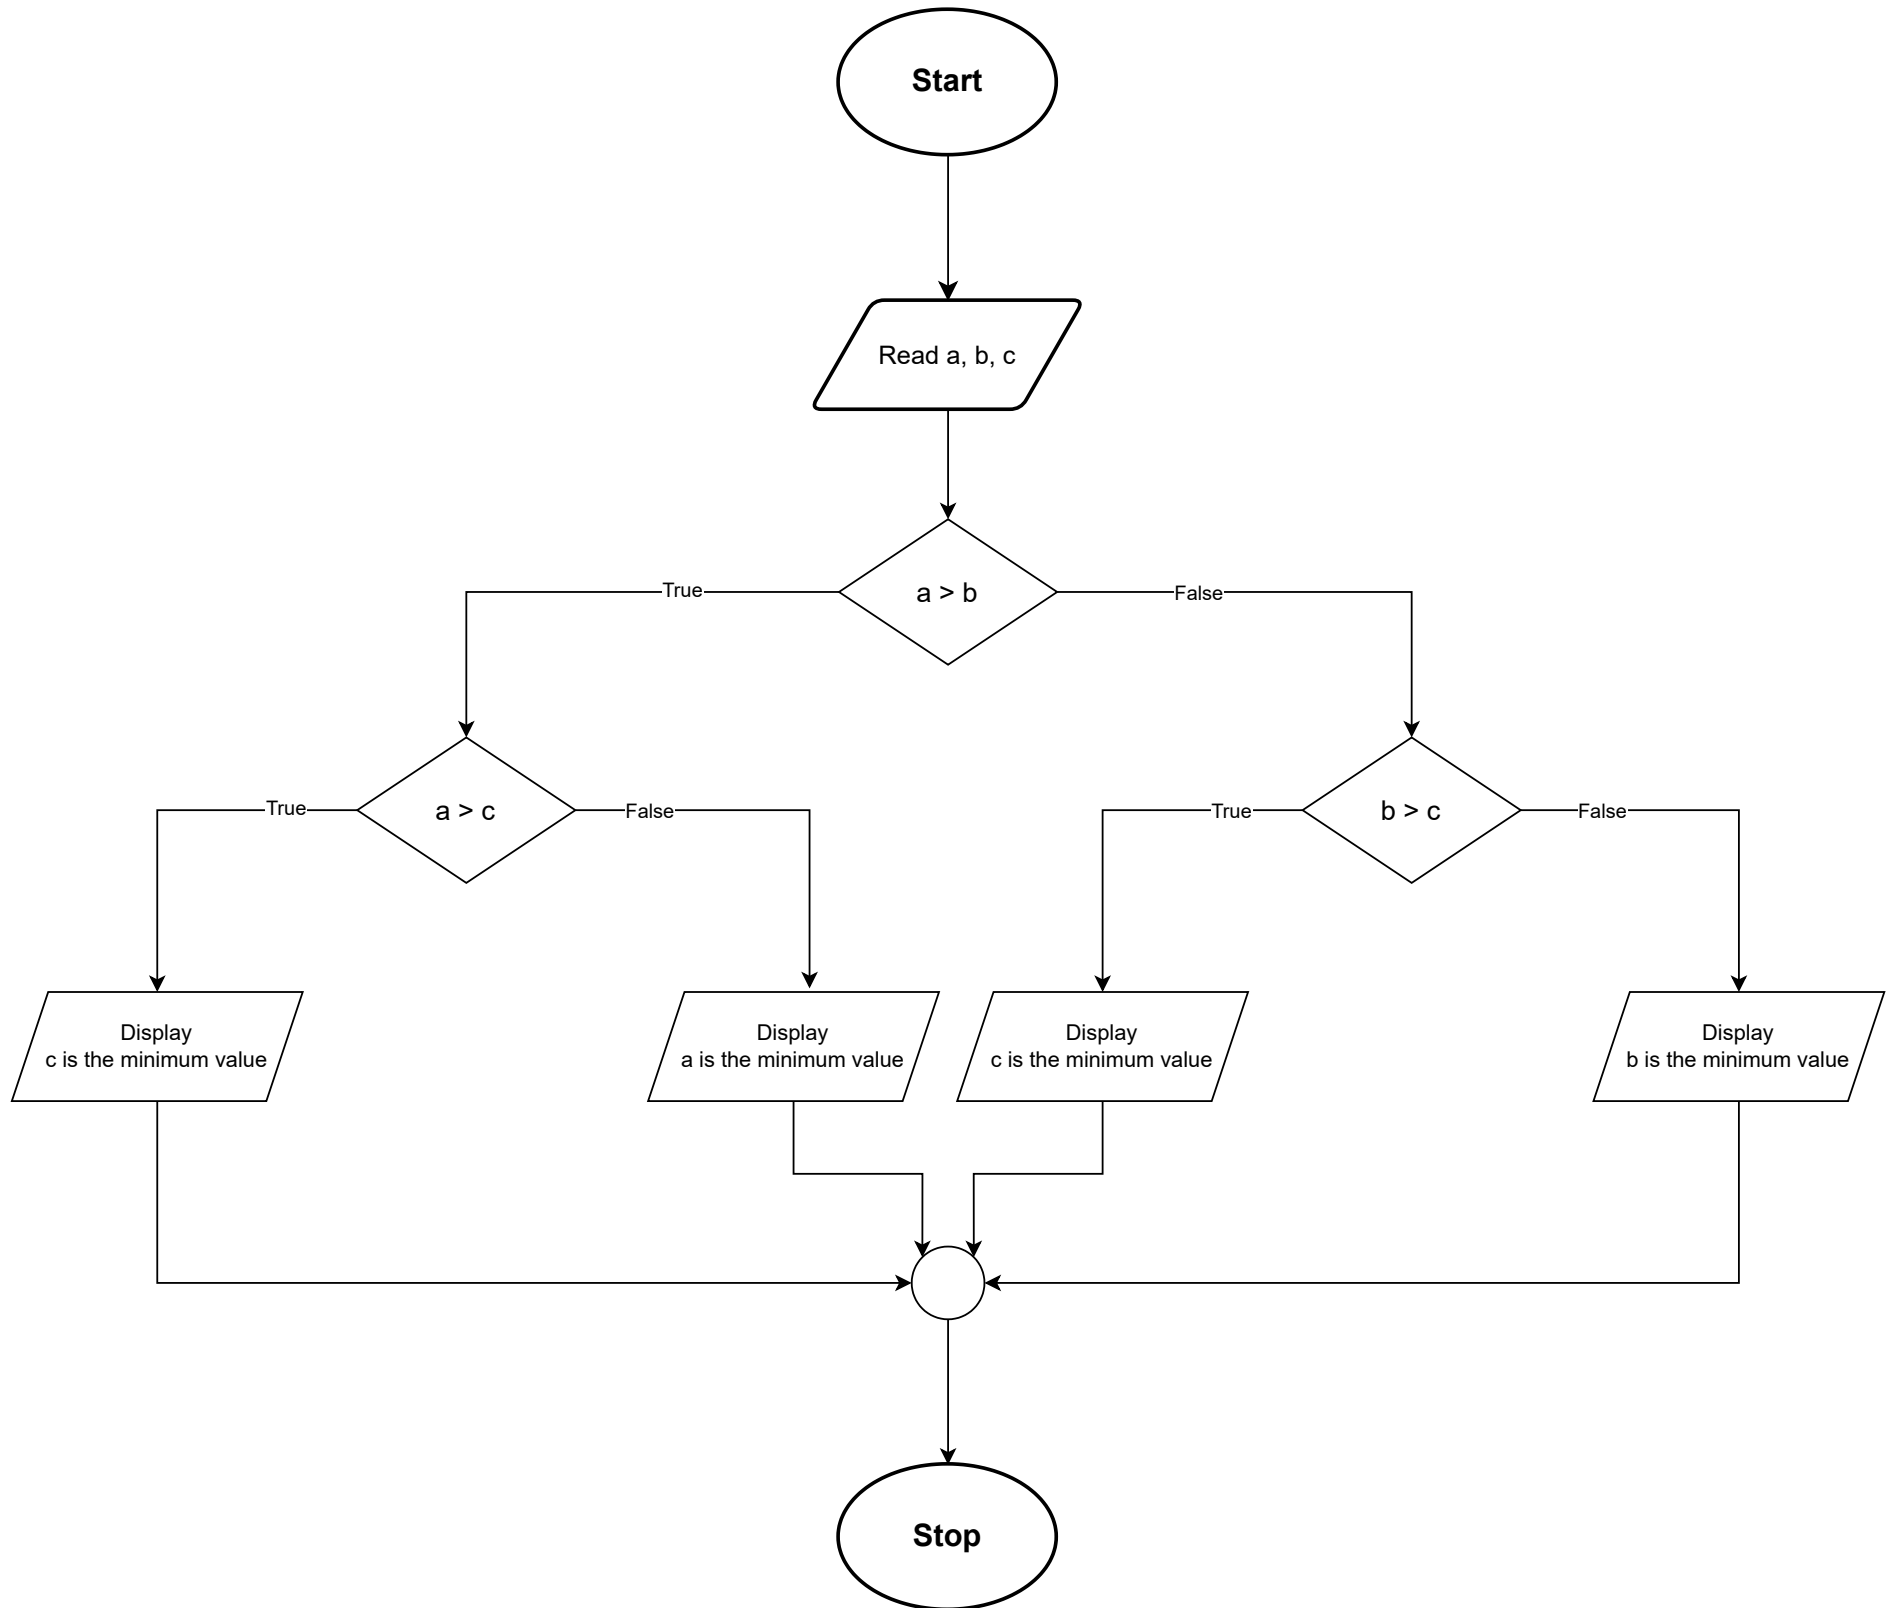 Start
Read a, b, c
a > b
True
False
a > c
True
False
b > c
True
False
Display
c is the minimum value
Display
a is the minimum value
Display
c is the minimum value
Display
b is the minimum value
Stop